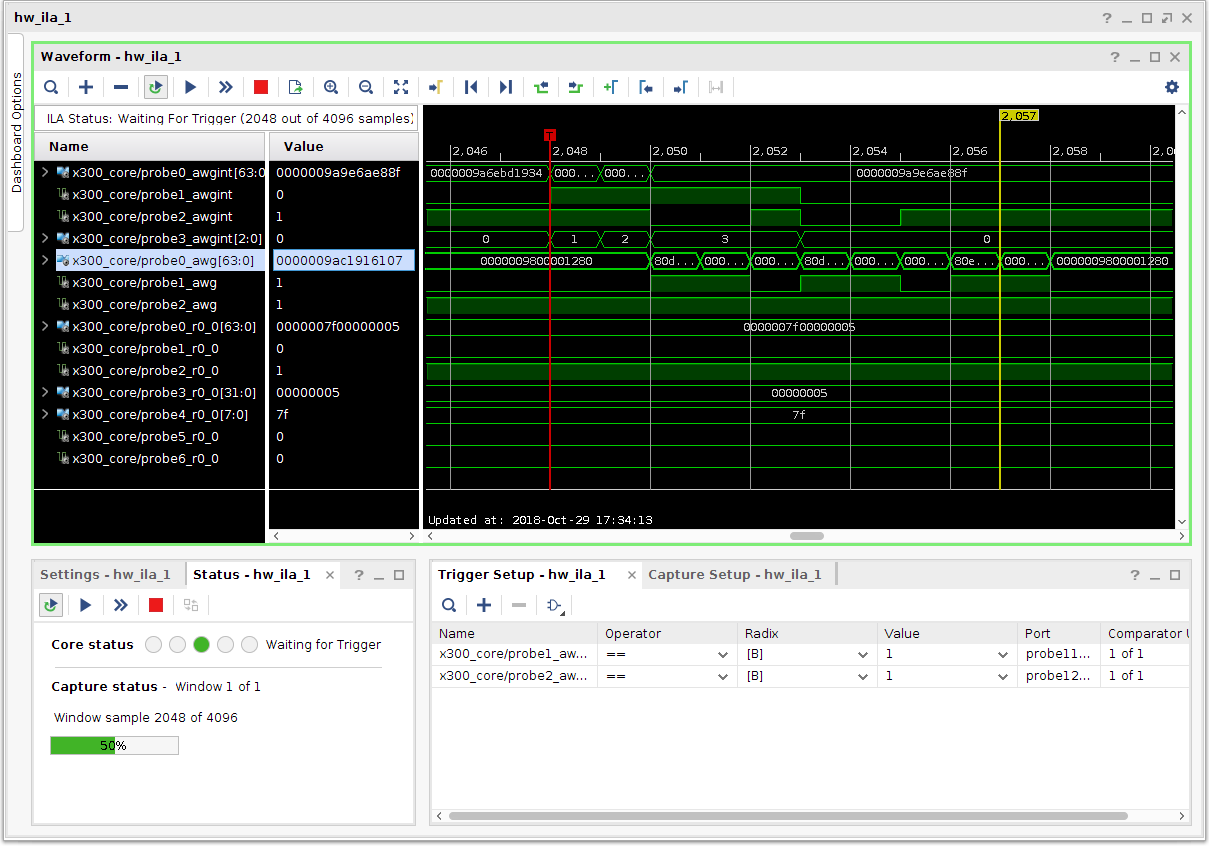 hw_ila_1
Dashboard Options
Waveform - hw_ila_1
ILA Status: Waiting For Trigger (2048 out of 4096 samples)
Name Value
x300_core/probe0_awgint[63:0 0000009a9e6ae88f
x300_core/probe1_awgint 0
x300_core/probe2_awgint 1
x300_core/probe3_awgint[2:0] 0
x300_core/probe0_awg[63:0] 0000009ac1916107
x300_core/probe1_awg 1
x300_core/probe2_awg 1
x300_core/probe0_r0_0[63:0] 0000007f00000005
x300_core/probe1_r0_0 0
x300_core/probe2_r0_0 1
x300_core/probe3_r0_0[31:0] 00000005
x300_core/probe4_r0_0[7:0] 7f
x300_core/probe5_r0_0 0
x300_core/probe6_r0_0 0
2,057
T
2,046 2,048 2,050 2,052 2,054 2,056 2,058 2,0
0000009a6ebd1934 000... 000... 0000009a9e6ae88f
0 1 2 3 0
0000009800001280 80d... 000... 000... 80d... 000... 000... 80e... 000... 0000009800001280
0000007f00000005
00000005
7f
Updated at: 2018-Oct-29 17:34:13
Settings - hw_ila_1 Status - hw_ila_1
Core status Waiting for Trigger
Capture status - Window 1 of 1
Window sample 2048 of 4096
50%
Trigger Setup - hw_ila_1 Capture Setup - hw_ila_1
Name Operator Radix Value Port Comparator U
x300_core/probe1_aw... == [B] 1 probe11... 1 of 1
x300_core/probe2_aw... == [B] 1 probe12... 1 of 1